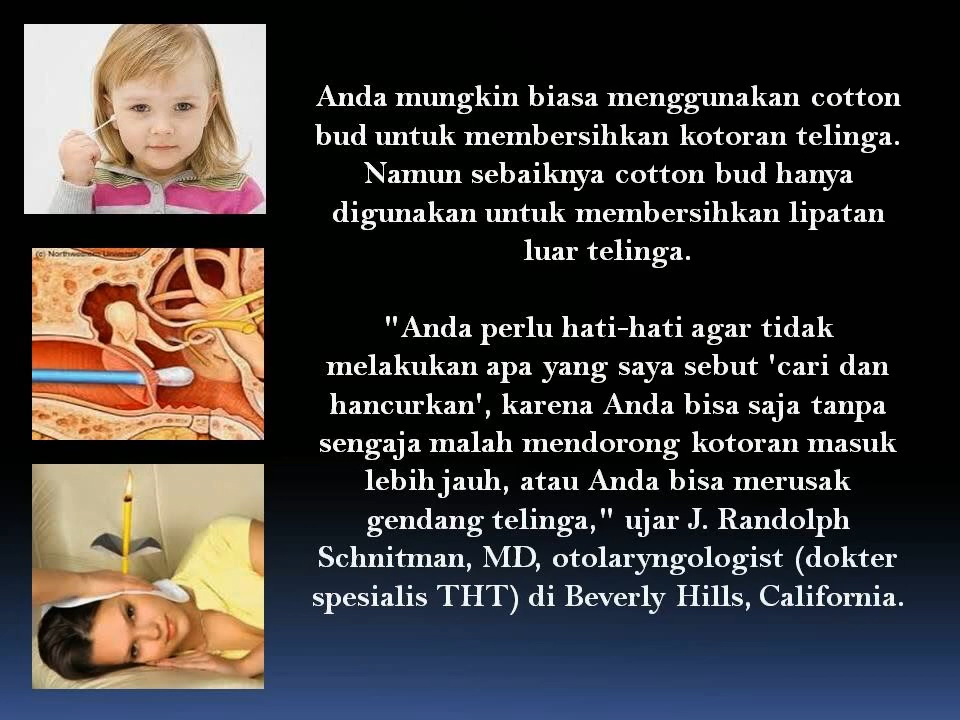 Anda mungkin biasa menggunakan cotton
bud untuk membersihkan kotoran telinga.
Namun sebaiknya cotton bud hanya
digunakan untuk membersihkan lipatan
luar telinga.
"Anda perlu hati-hati agar tidak
melakukan apa yang saya sebut 'cari dan
hancurkan', karena Anda bisa saja tanpa
sengaja malah mendorong kotoran masuk
lebih jauh, atau Anda bisa merusak
gendang telinga," ujar J. Randolph
Schnitman, MD, otolaryngologist (dokter
spesialis THT) di Beverly Hills, California.
(c) Northwestern University